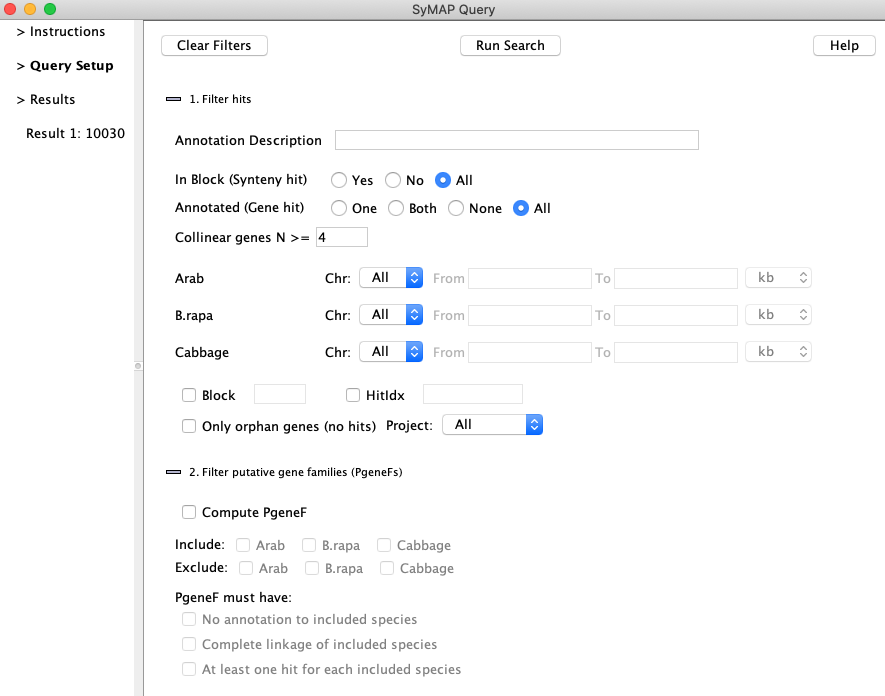 SyMAP Query
> Instructions
> Query Setup
> Results
Result 1: 10030
Clear Filters Run Search Help
1. Filter hits
Annotation Description
In Block (Synteny hit) Yes No All
Annotated (Gene hit) One Both None All
Collinear genes N >= 4
Arab Chr: All From To kb
B.rapa Chr: All From To kb
Cabbage Chr: All From To kb
Block HitIdx
Only orphan genes (no hits) Project: All
2. Filter putative gene families (PgeneFs)
Compute PgeneF
Include: Arab B.rapa Cabbage
Exclude: Arab B.rapa Cabbage
PgeneF must have:
No annotation to included species
Complete linkage of included species
At least one hit for each included species